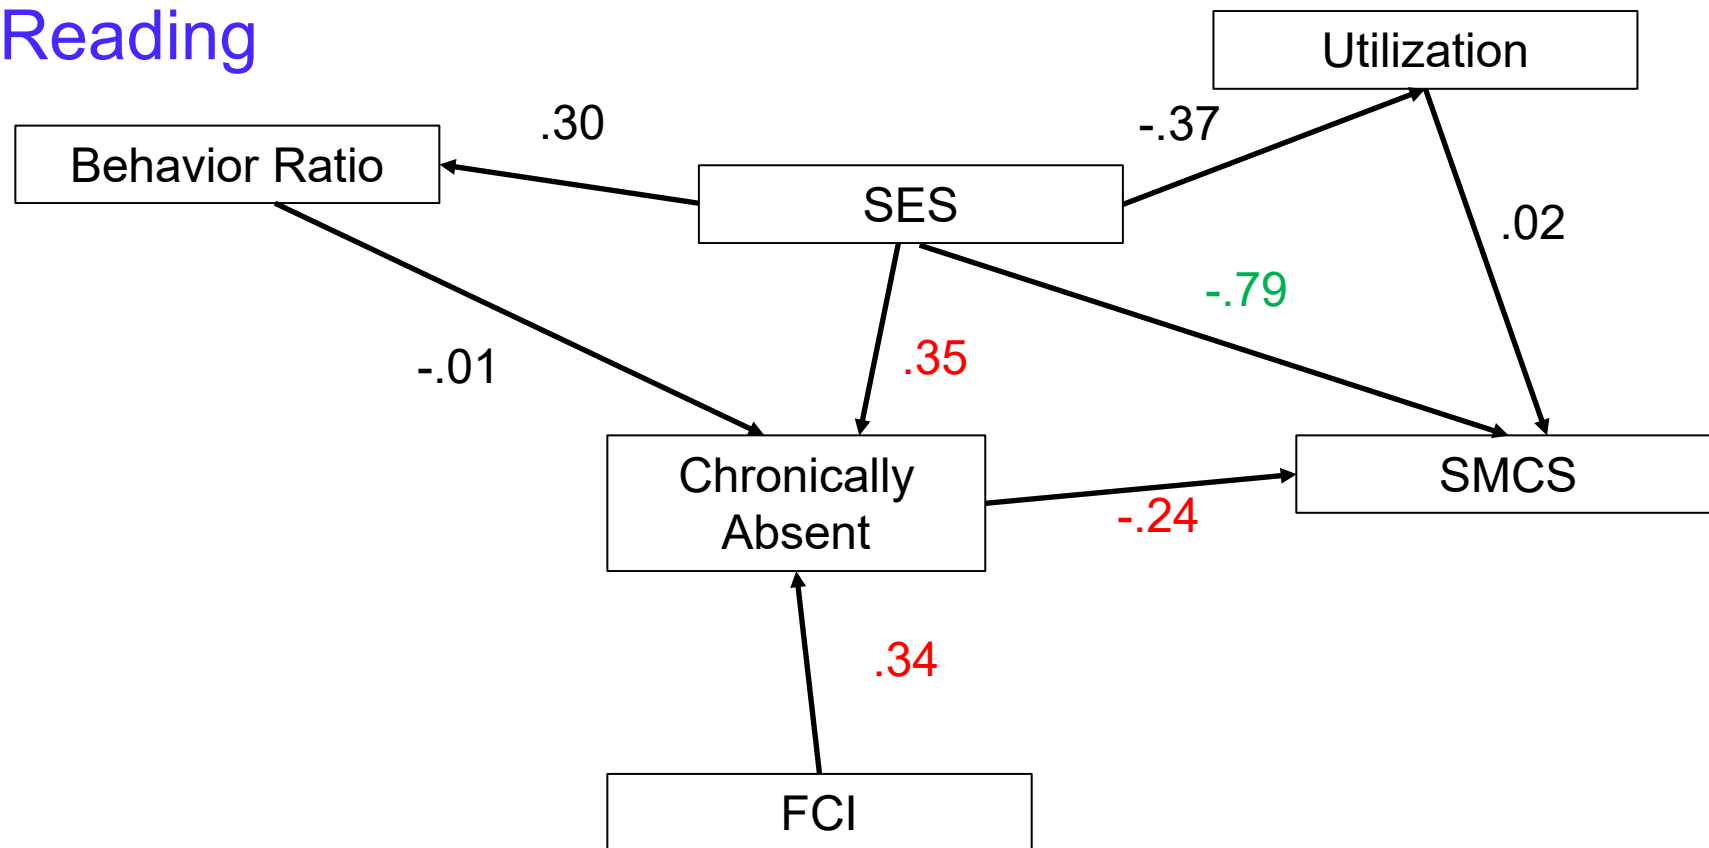 Reading
Utilization
.30
-.37
Behavior Ratio
SES
.02
-.79
-.01
.35
Chronically
Absent
SMCS
-.24
.34
FCI